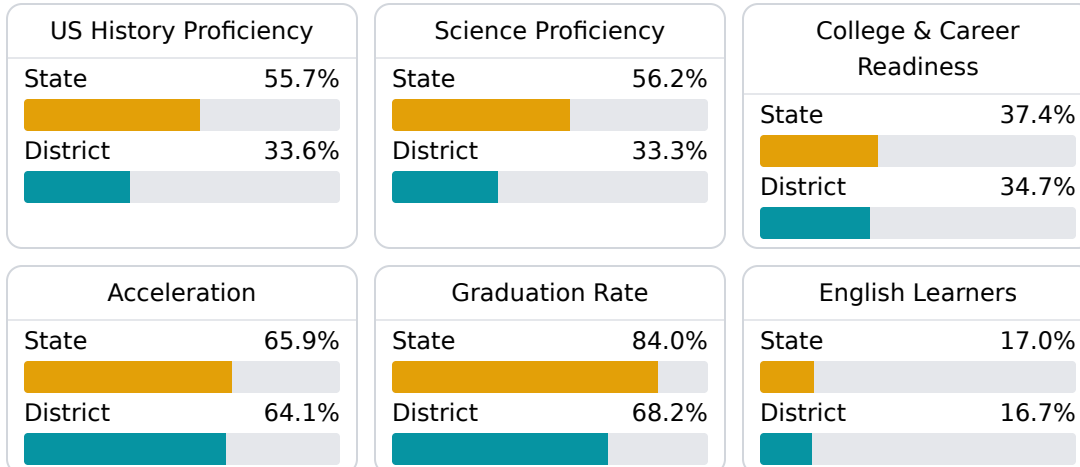 US History Proficiency
State 55.7%
District 33.6%
Science Proficiency
State 56.2%
District 33.3%
College & Career
Readiness
State 37.4%
District 34.7%
Acceleration
State 65.9%
District 64.1%
Graduation Rate
State 84.0%
District 68.2%
English Learners
State 17.0%
District 16.7%